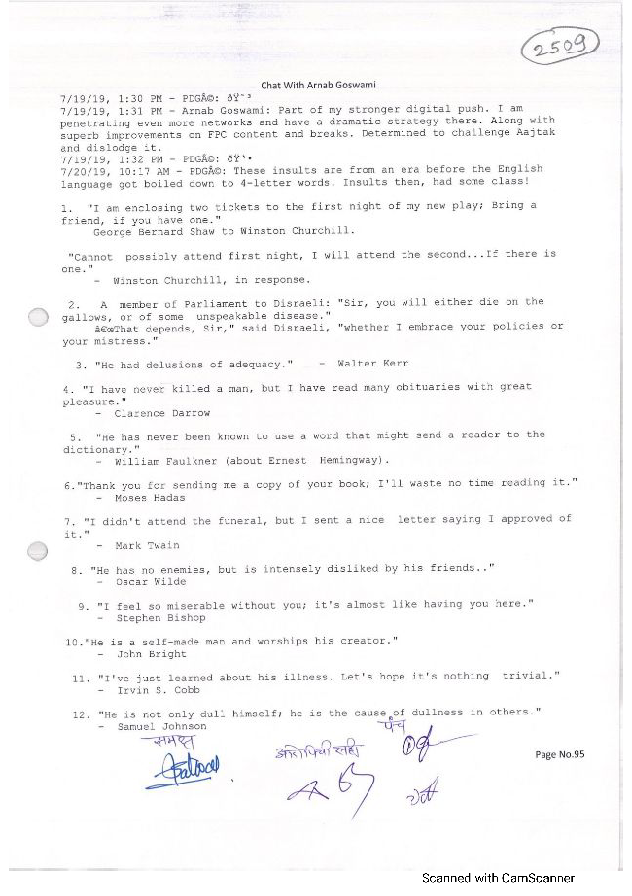 2509
Chat With Arnab Goswami
7/19/19, 1:30 PM - PDGÂ©: ðŸ˜³
7/19/19, 1:31 PM - Arnab Goswami: Part of my stronger digital push. I am
penetrating even more networks and have a dramatic strategy there. Along with
superb improvements on FPC content and breaks. Determined to challenge Aajtak
and dislodge it.
7/19/19, 1:32 PM - PDGÂ©:
7/20/19, 10:17 AM - PDGÂ©: These insults are from an era before the English
language got boiled down to 4-letter words. Insults then, had some class!
1. "I am enclosing two tickets to the first night of my new play; Bring a
friend, if you have one."
George Bernard Shaw to Winston Churchill.
"Cannot possibly attend first night, I will attend the second...If there is
one."
- Winston Churchill, in response.
2. A member of Parliament to Disraeli: "Sir, you will either die on the
gallows, or of some unspeakable disease."
â€œThat depends, Sir," said Disraeli, "whether I embrace your policies or
your mistress."
3. "He had delusions of adequacy." - Walter Kerr
4. "I have never killed a man, but I have read many obituaries with great
pleasure."
- Clarence Darrow
5. "He has never been known to use a word that might send a reader to the
dictionary."
- William Faulkner (about Ernest Hemingway).
6."Thank you for sending me a copy of your book; I'll waste no time reading it."
- Moses Hadas
7. "I didn't attend the funeral, but I sent a nice letter saying I approved of
it."
- Mark Twain
8. "He has no enemies, but is intensely disliked by his friends.."
- Oscar Wilde
9. "I feel so miserable without you; it's almost like having you here."
- Stephen Bishop
10."He is a self-made man and worships his creator."
- John Bright
11. "I've just learned about his illness. Let's hope it's nothing trivial."
- Irvin S. Cobb
12. "He is not only dull himself; he is the cause of dullness in others."
- Samuel Johnson
समक्ष
आरोपीची सही
पंच
Page No.95
Scanned with CamScanner